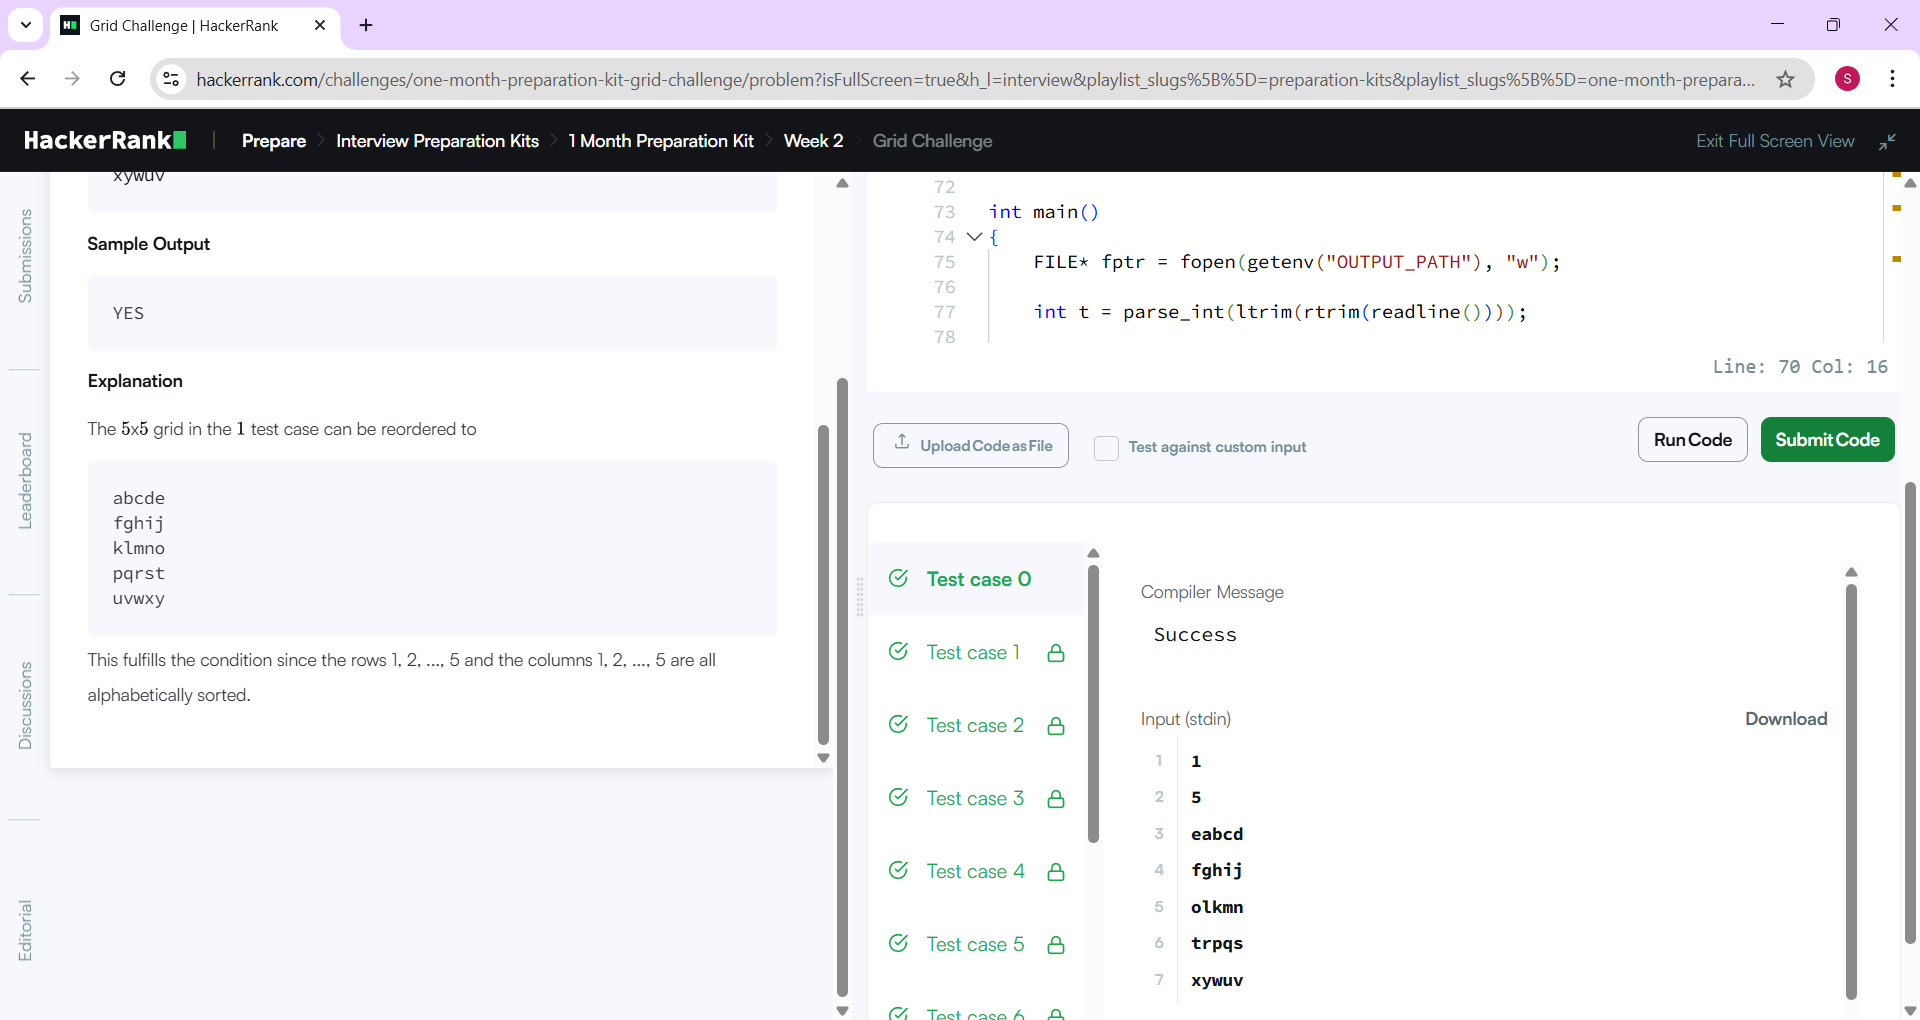 Grid Challenge | HackerRank
hackerrank.com/challenges/one-month-preparation-kit-grid-challenge/problem?isFullScreen=true&h_l=interview&playlist_slugs%5B%5D=preparation-kits&playlist_slugs%5B%5D=one-month-prepara...
S
HackerRank
Prepare
Interview Preparation Kits
1 Month Preparation Kit
Week 2
Grid Challenge
Exit Full Screen View
Submissions
Leaderboard
Discussions
Editorial
xywuv
Sample Output
YES
Explanation
The 5x5 grid in the 1 test case can be reordered to
abcde
fghij
klmno
pqrst
uvwxy
This fulfills the condition since the rows 1, 2, ..., 5 and the columns 1, 2, ..., 5 are all
alphabetically sorted.
72
73 int main()
74 {
75 FILE* fptr = fopen(getenv("OUTPUT_PATH"), "w");
76
77 int t = parse_int(ltrim(rtrim(readline())));
78
Line: 70 Col: 16
Upload Code as File
Test against custom input
Run Code
Submit Code
Test case 0
Test case 1
Test case 2
Test case 3
Test case 4
Test case 5
Test case 6
Compiler Message
Success
Input (stdin)
Download
1 1
2 5
3 eabcd
4 fghij
5 olkmn
6 trpqs
7 xywuv